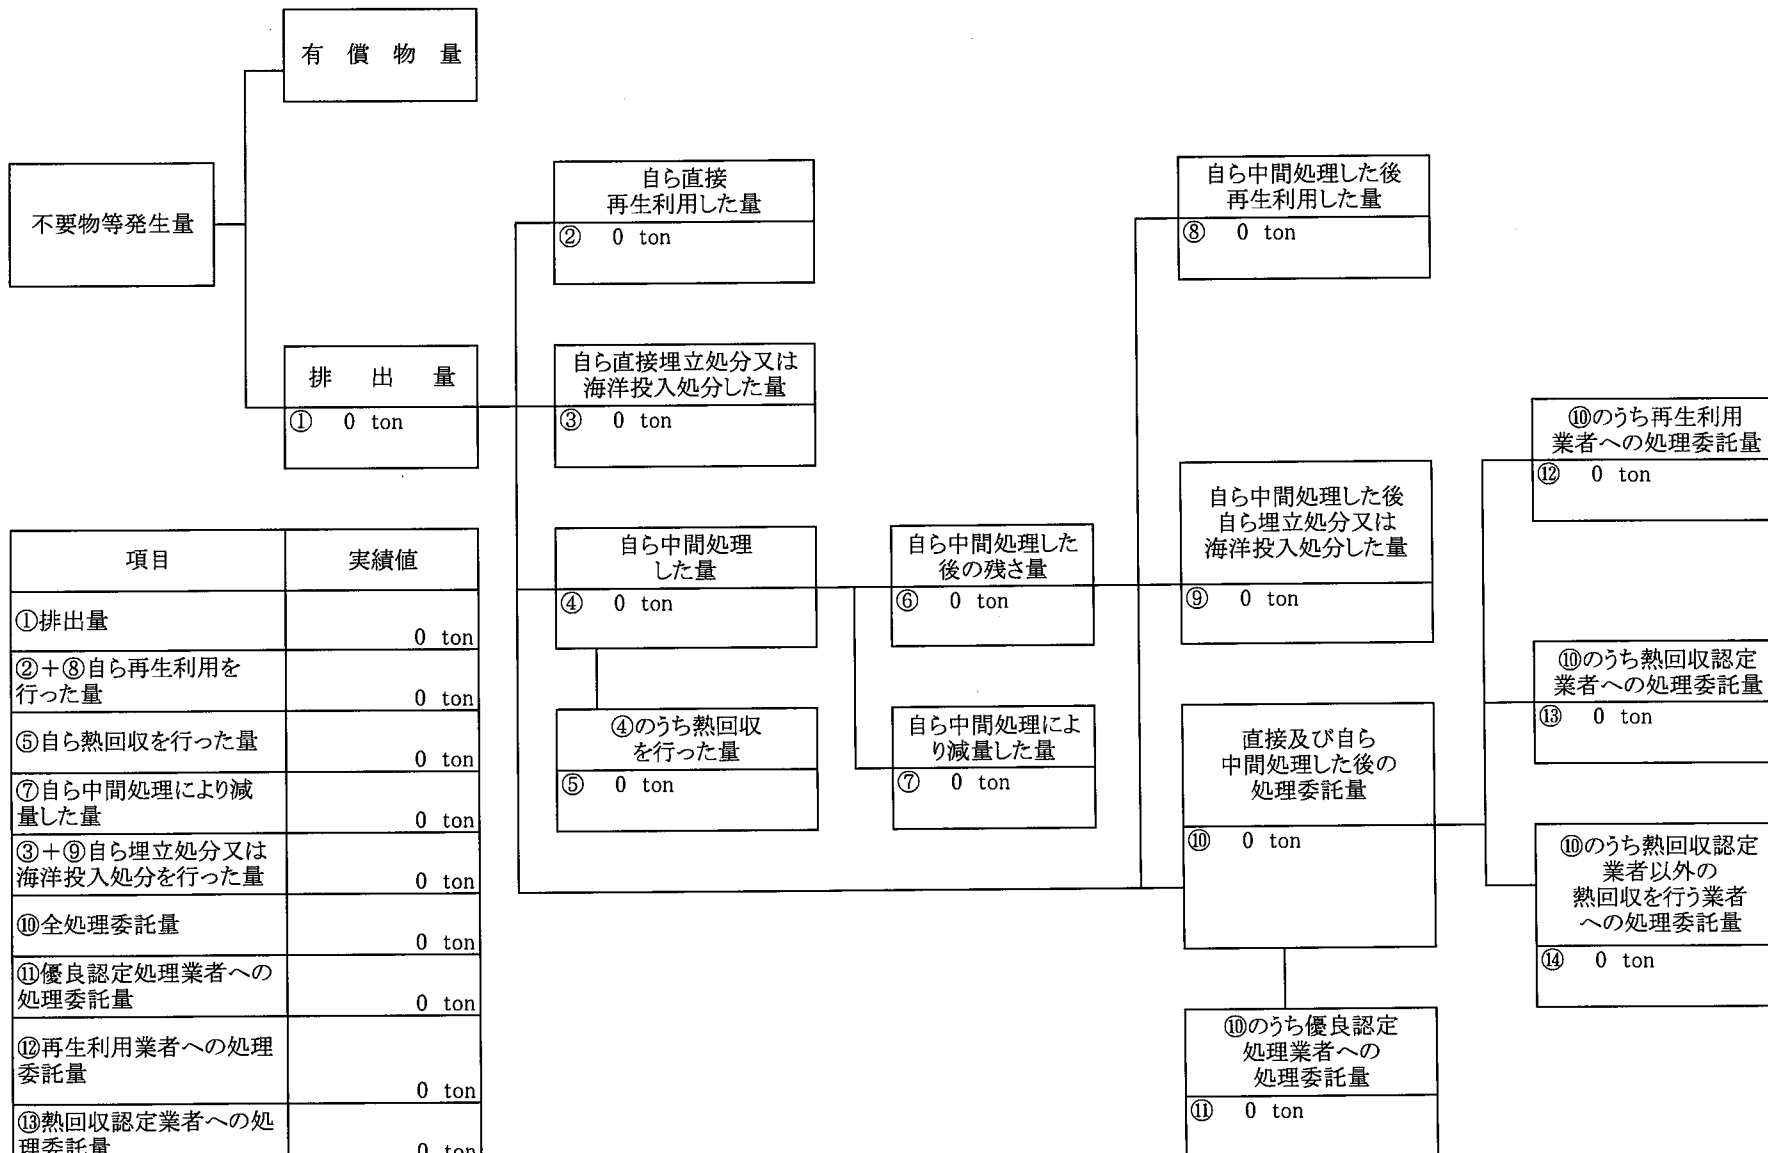 有償物量
不要物等発生量
排出量
① 0 ton
自ら直接
再生利用した量
② 0 ton
自ら直接埋立処分又は
海洋投入処分した量
③ 0 ton
自ら中間処理
した量
④ 0 ton
④のうち熱回収
を行った量
⑤ 0 ton
自ら中間処理した
後の残さ量
⑥ 0 ton
自ら中間処理によ
り減量した量
⑦ 0 ton
自ら中間処理した後
再生利用した量
⑧ 0 ton
自ら中間処理した後
自ら埋立処分又は
海洋投入処分した量
⑨ 0 ton
直接及び自ら
中間処理した後の
処理委託量
⑩ 0 ton
⑩のうち優良認定
処理業者への
処理委託量
⑪ 0 ton
⑩のうち再生利用
業者への処理委託量
⑫ 0 ton
⑩のうち熱回収認定
業者への処理委託量
⑬ 0 ton
⑩のうち熱回収認定
業者以外の
熱回収を行う業者
への処理委託量
⑭ 0 ton
項目 実績値
①排出量
0 ton
②＋⑧自ら再生利用を
行った量 0 ton
⑤自ら熱回収を行った量
0 ton
⑦自ら中間処理により減
量した量 0 ton
③＋⑨自ら埋立処分又は
海洋投入処分を行った量 0 ton
⑩全処理委託量
0 ton
⑪優良認定処理業者への
処理委託量 0 ton
⑫再生利用業者への処理
委託量
0 ton
⑬熱回収認定業者への処
理委託量 0 ton